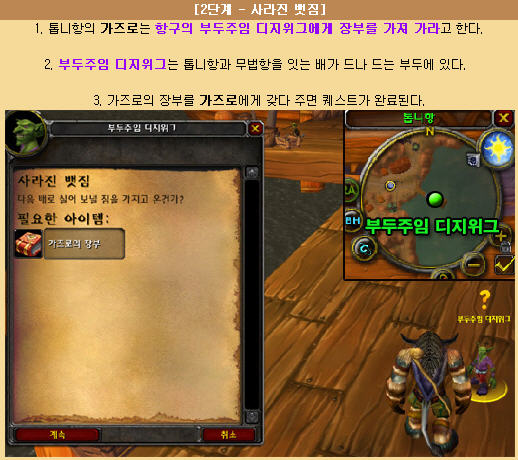 [2단계 - 사라진 뱃짐]
1. 톱니항의 가즈로는 항구의 부두주임 디지위그에게 장부를 가져 가라고 한다.
2. 부두주임 디지위그는 톱니항과 무법항을 잇는 배가 드나 드는 부두에 있다.
3. 가즈로의 장부를 가즈로에게 갖다 주면 퀘스트가 완료된다.
부두주임 디지위그
사라진 뱃짐
다음 배로 실어 보낼 짐을 가지고 온건가?
필요한 아이템:
가즈로의 장부
계속
취소
톱니항
N
BH
부두주임 디지위그
?
부두주임 디지위그